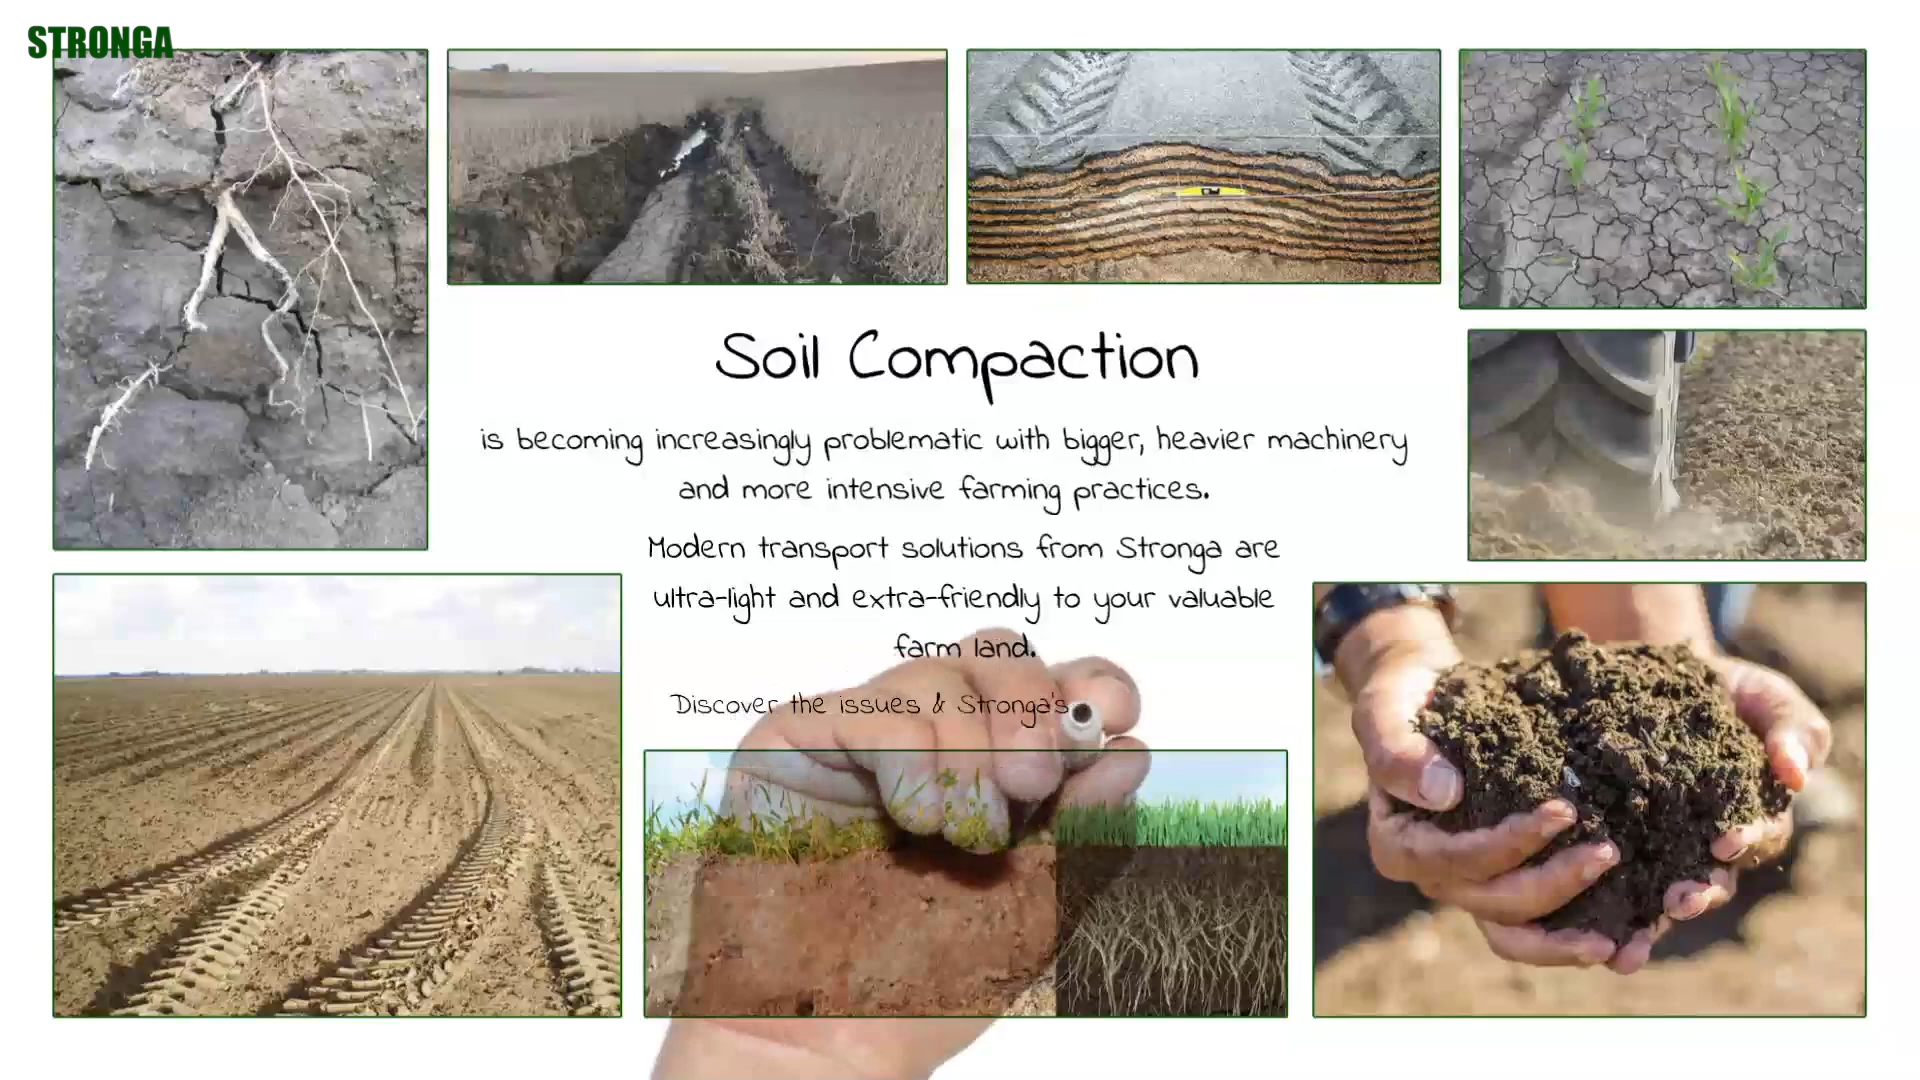 STRONGA
Soil Compaction
is becoming increasingly problematic with bigger, heavier machinery
and more intensive farming practices.
Modern transport solutions from Stronga are
ultra-light and extra-friendly to your valuable
farm land.
Discover the issues & Stronga's